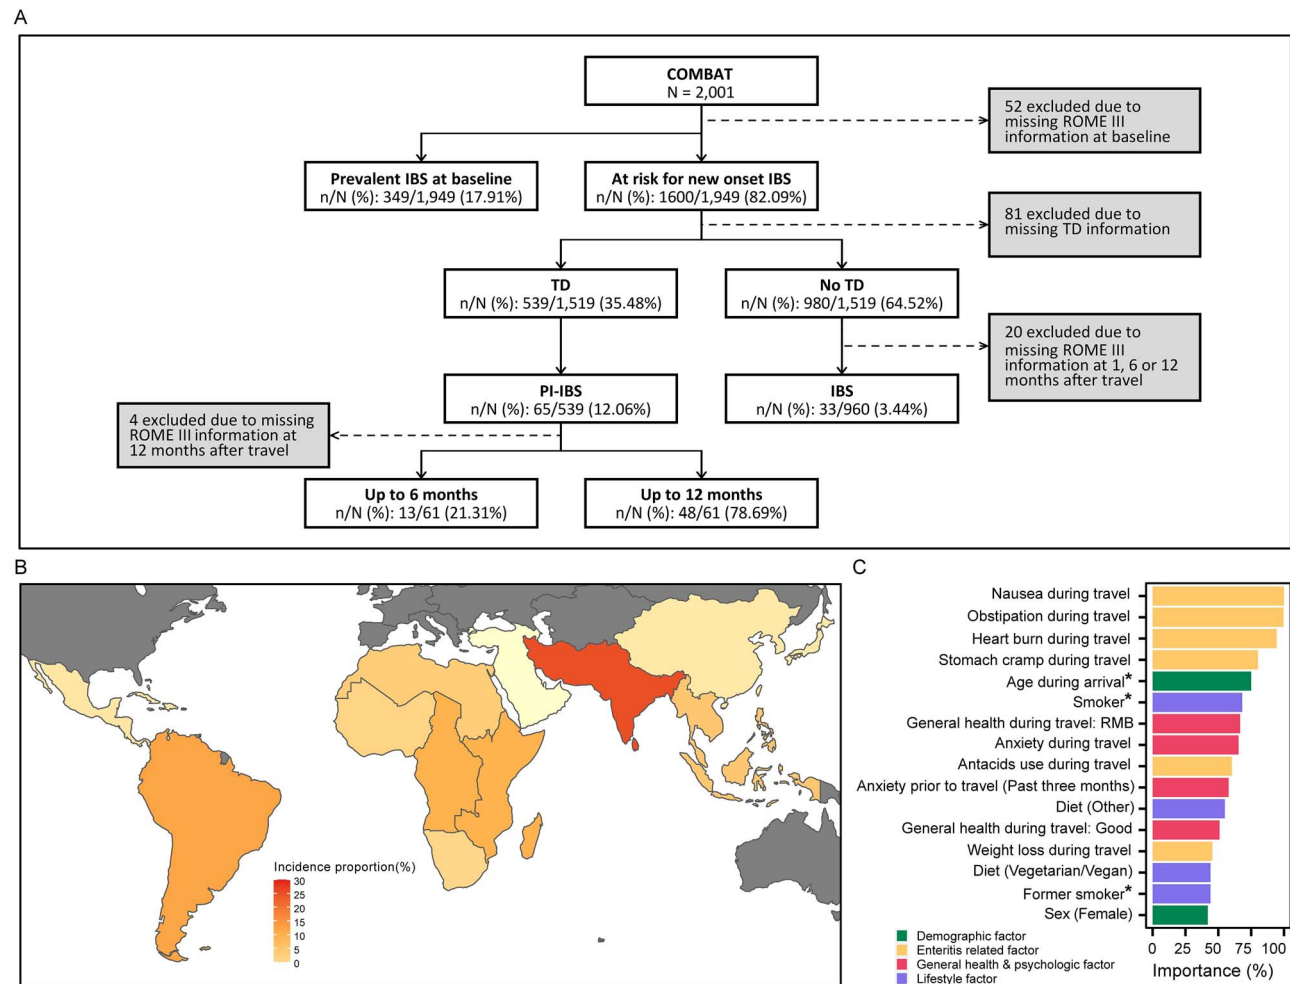 A
COMBAT
N = 2,001
52 excluded due to
missing ROME III
information at baseline
Prevalent IBS at baseline
n/N (%): 349/1,949 (17.91%)
At risk for new onset IBS
n/N (%): 1600/1,949 (82.09%)
81 excluded due to
missing TD information
TD
n/N (%): 539/1,519 (35.48%)
No TD
n/N (%): 980/1,519 (64.52%)
20 excluded due to
missing ROME III
information at 1, 6 or 12
months after travel
PI-IBS
n/N (%): 65/539 (12.06%)
IBS
n/N (%): 33/960 (3.44%)
4 excluded due to missing
ROME III information at
12 months after travel
Up to 6 months
n/N (%): 13/61 (21.31%)
Up to 12 months
n/N (%): 48/61 (78.69%)
B
Incidence proportion(%)
30
25
20
15
10
5
0
C
Nausea during travel
Obstipation during travel
Heart burn during travel
Stomach cramp during travel
Age during arrival*
Smoker*
General health during travel: RMB
Anxiety during travel
Antacids use during travel
Anxiety prior to travel (Past three months)
Diet (Other)
General health during travel: Good
Weight loss during travel
Diet (Vegetarian/Vegan)
Former smoker*
Sex (Female)
0 25 50 75 100
Importance (%)
Demographic factor
Enteritis related factor
General health & psychologic factor
Lifestyle factor